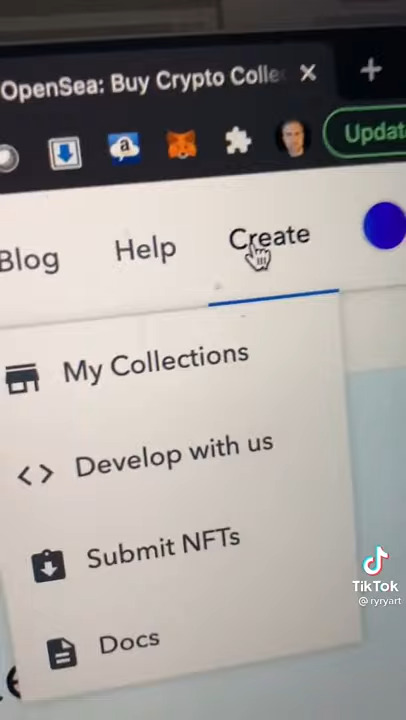 OpenSea: Buy Crypto Colle
Updat
Blog
Help
Create
My Collections
Develop with us
Submit NFTs
Docs
TikTok
@ryryart